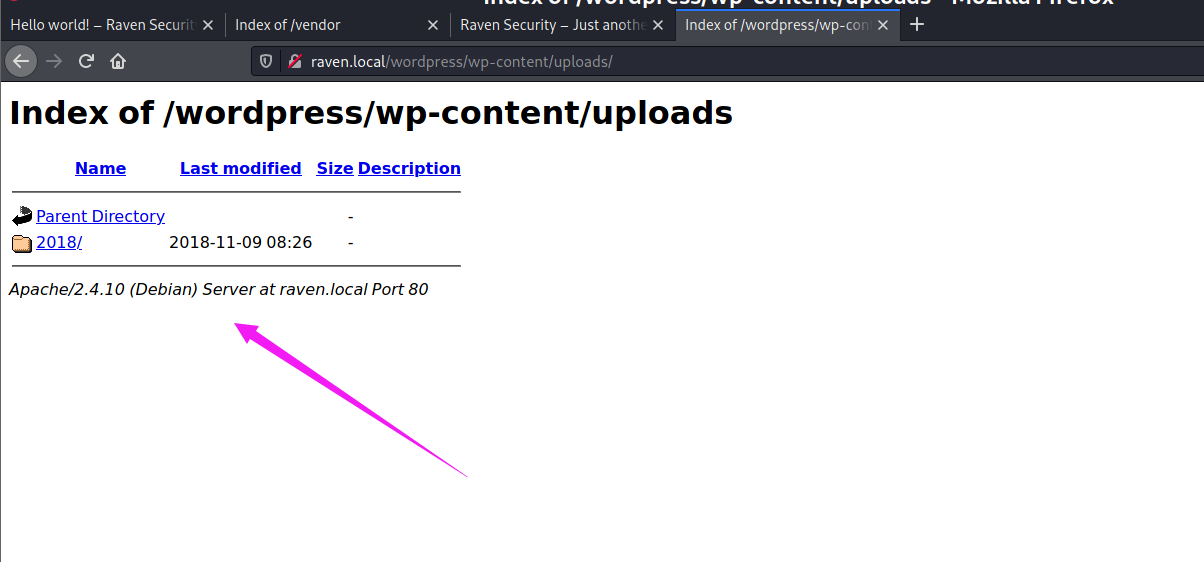 Index of /wordpress/wp-content/uploads - Mozilla Firefox
Hello world! – Raven Securit Index of /vendor Raven Security – Just anothe Index of /wordpress/wp-con
raven.local/wordpress/wp-content/uploads/
Index of /wordpress/wp-content/uploads
Name Last modified Size Description
Parent Directory -
2018/ 2018-11-09 08:26 -
Apache/2.4.10 (Debian) Server at raven.local Port 80